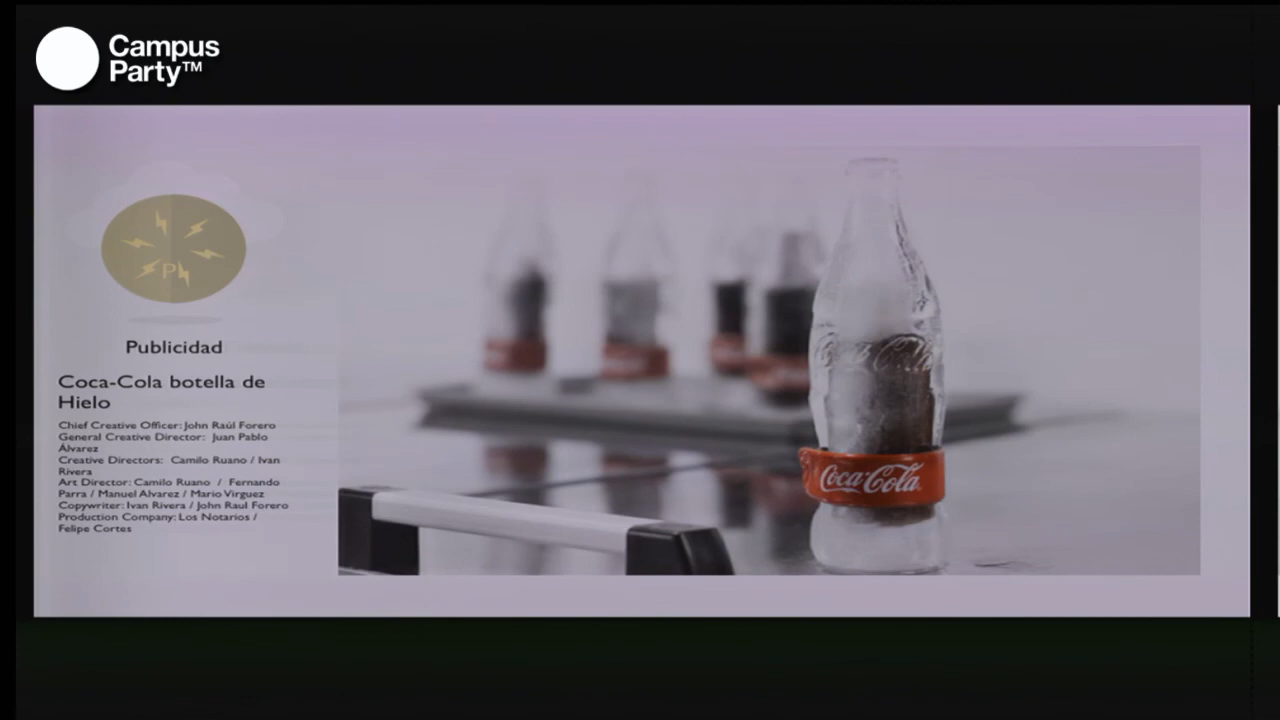 Campus
Party™
P
Publicidad
Coca-Cola botella de
Hielo
Chief Creative Officer: John Raúl Forero
General Creative Director: Juan Pablo
Álvarez
Creative Directors: Camilo Ruano / Ivan
Rivera
Art Director: Camilo Ruano / Fernando
Parra / Manuel Alvarez / Mario Virguez
Copywriter: Ivan Rivera / John Raul Forero
Production Company: Los Notarios /
Felipe Cortes
Coca-Cola
Coca-Cola